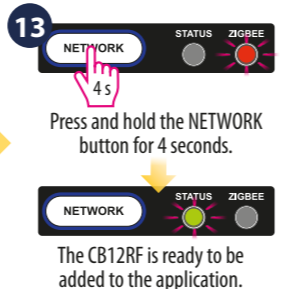 13
NETWORK
STATUS ZIGBEE
4 s
Press and hold the NETWORK
button for 4 seconds.
NETWORK
STATUS ZIGBEE
The CB12RF is ready to be
added to the application.